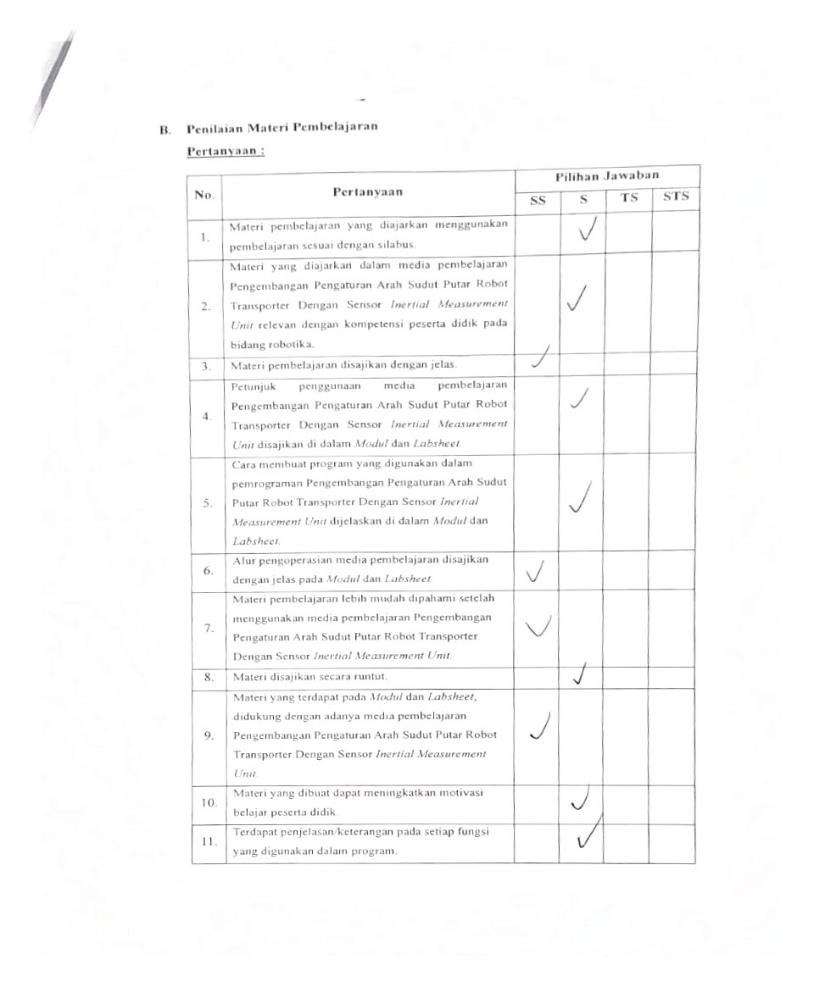 B. Penilaian Materi Pembelajaran
Pertanyaan :
No. Pertanyaan Pilihan Jawaban
SS S TS STS
1. Materi pembelajaran yang diajarkan menggunakan
pembelajaran sesuai dengan silabus. ✓
2. Materi yang diajarkan dalam media pembelajaran
Pengembangan Pengaturan Arah Sudut Putar Robot
Transporter Dengan Sensor Inertial Measurement
Unit relevan dengan kompetensi peserta didik pada
bidang robotika. ✓
3. Materi pembelajaran disajikan dengan jelas. ✓
4. Petunjuk penggunaan media pembelajaran
Pengembangan Pengaturan Arah Sudut Putar Robot
Transporter Dengan Sensor Inertial Measurement
Unit disajikan di dalam Modul dan Labsheet. ✓
5. Cara membuat program yang digunakan dalam
pemrograman Pengembangan Pengaturan Arah Sudut
Putar Robot Transporter Dengan Sensor Inertial
Measurement Unit dijelaskan di dalam Modul dan
Labsheet. ✓
6. Alur pengoperasian media pembelajaran disajikan
dengan jelas pada Modul dan Labsheet ✓
7. Materi pembelajaran lebih mudah dipahami setelah
menggunakan media pembelajaran Pengembangan
Pengaturan Arah Sudut Putar Robot Transporter
Dengan Sensor Inertial Measurement Unit. ✓
8. Materi disajikan secara runtut. ✓
9. Materi yang terdapat pada Modul dan Labsheet,
didukung dengan adanya media pembelajaran
Pengembangan Pengaturan Arah Sudut Putar Robot
Transporter Dengan Sensor Inertial Measurement
Unit. ✓
10. Materi yang dibuat dapat meningkatkan motivasi
belajar peserta didik. ✓
11. Terdapat penjelasan/keterangan pada setiap fungsi
yang digunakan dalam program. ✓